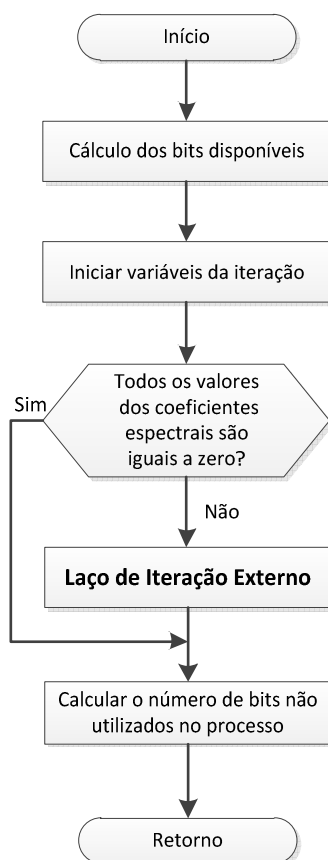 Início
Cálculo dos bits disponíveis
Iniciar variáveis da iteração
Todos os valores
dos coeficientes
espectrais são
iguais a zero?
Sim
Não
Laço de Iteração Externo
Calcular o número de bits não
utilizados no processo
Retorno